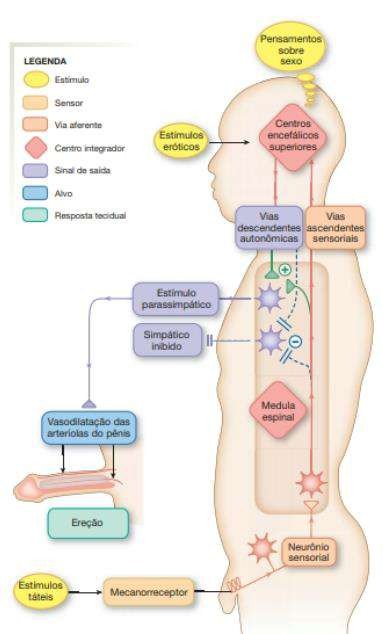 Pensamentos
sobre
sexo
LEGENDA
Estímulo
Sensor
Via aferente
Centro integrador
Sinal de saída
Alvo
Resposta tecidual
Estímulos
eróticos
Centros
encefálicos
superiores
Vias
descendentes
autonômicas
Vias
ascendentes
sensoriais
+
Estímulo
parassimpático
Simpático
inibido
−
Vasodilatação das
arteríolas do pênis
Medula
espinal
Ereção
Neurônio
sensorial
Estímulos
táteis
Mecanorreceptor